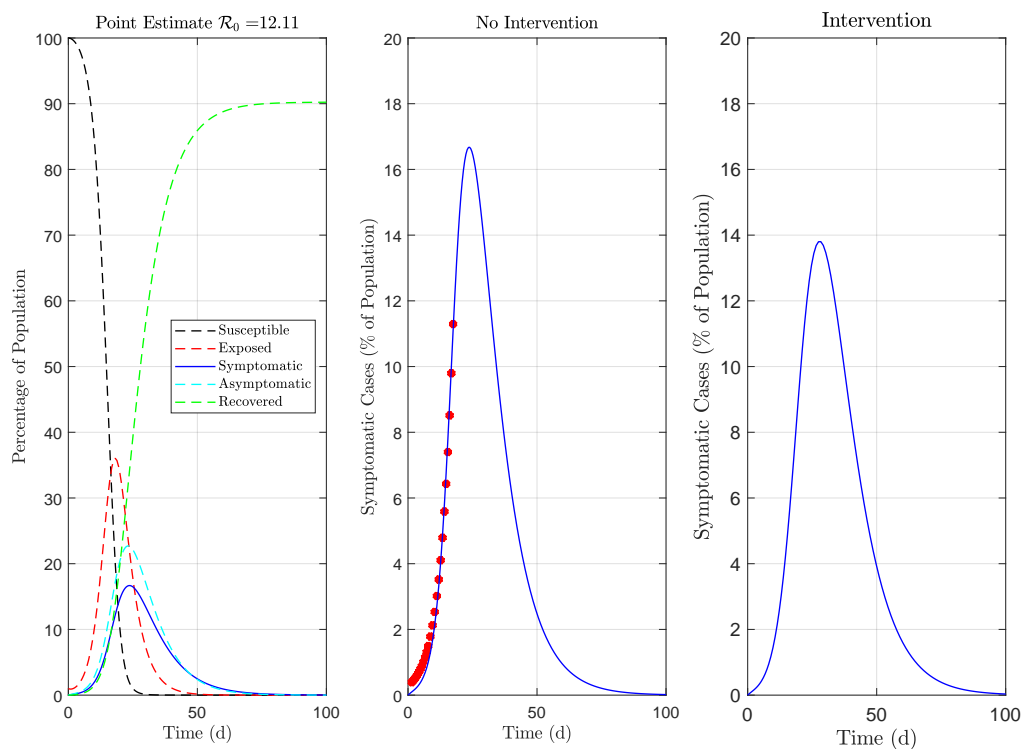 Point Estimate R₀ =12.11
Percentage of Population
100
90
80
70
60
50
40
30
20
10
0
Susceptible
Exposed
Symptomatic
Asymptomatic
Recovered
0 50 100
Time (d)
No Intervention
Symptomatic Cases (% of Population)
20
18
16
14
12
10
8
6
4
2
0
0 50 100
Time (d)
Intervention
Symptomatic Cases (% of Population)
20
18
16
14
12
10
8
6
4
2
0
0 50 100
Time (d)